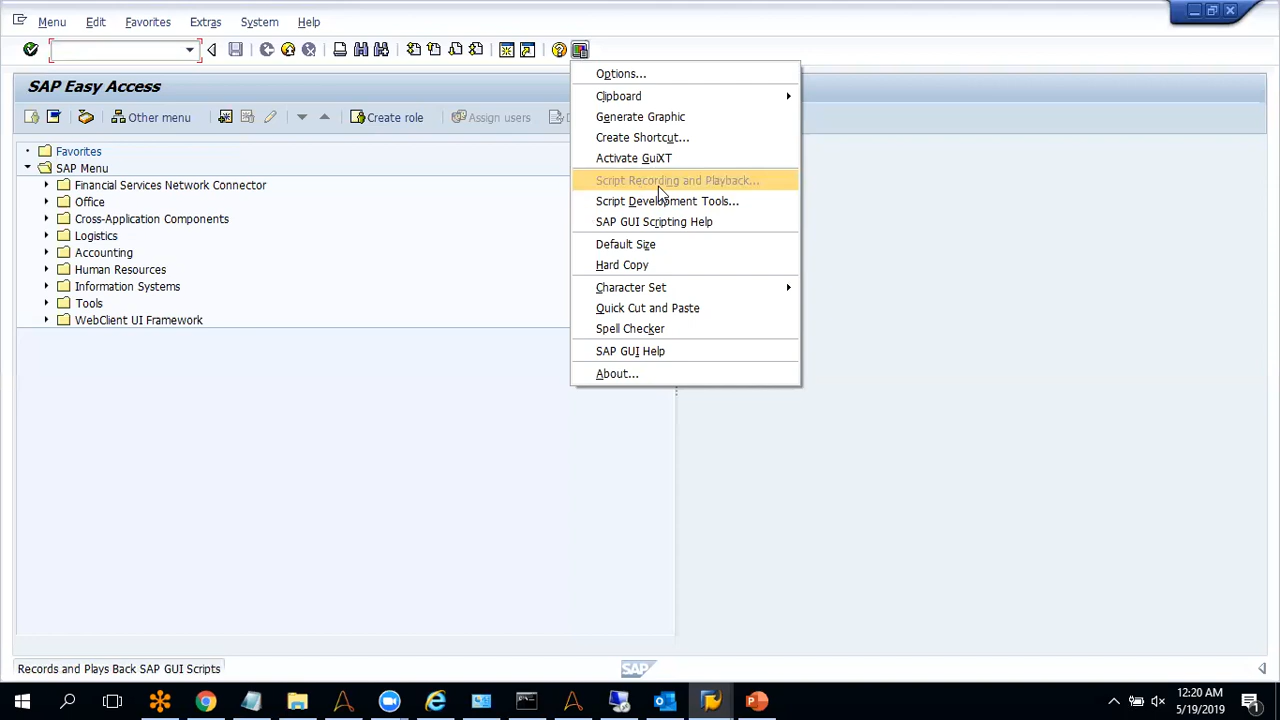 Menu Edit Favorites Extras System Help
SAP Easy Access
Other menu Create role Assign users
Favorites
SAP Menu
Financial Services Network Connector
Office
Cross-Application Components
Logistics
Accounting
Human Resources
Information Systems
Tools
WebClient UI Framework
Options...
Clipboard
Generate Graphic
Create Shortcut...
Activate GuiXT
Script Recording and Playback...
Script Development Tools...
SAP GUI Scripting Help
Default Size
Hard Copy
Character Set
Quick Cut and Paste
Spell Checker
SAP GUI Help
About...
Records and Plays Back SAP GUI Scripts
SAP
12:20 AM
5/19/2019